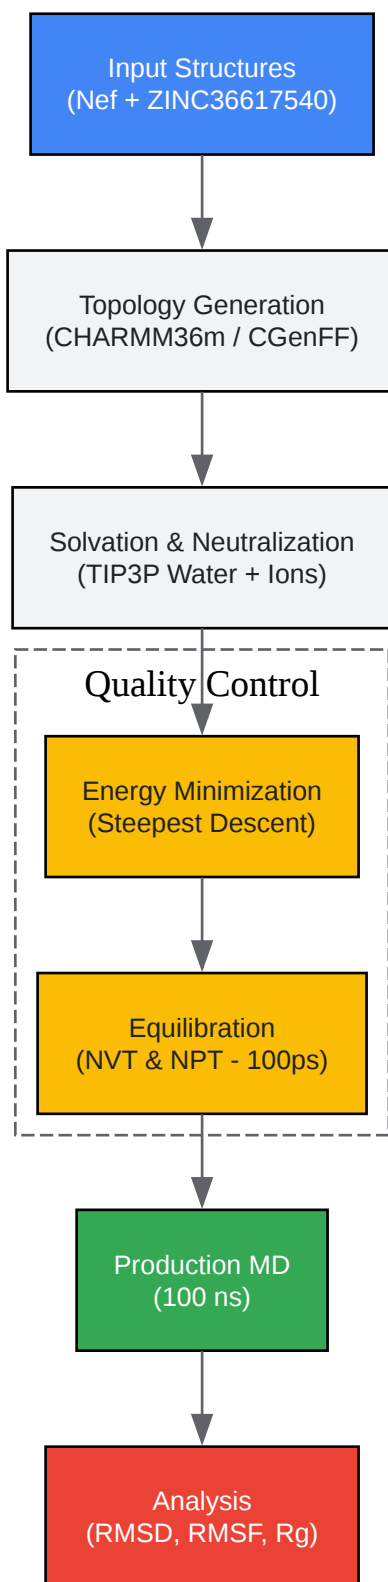 Input Structures
(Nef + ZINC36617540)
Topology Generation
(CHARMM36m / CGenFF)
Solvation & Neutralization
(TIP3P Water + Ions)
Quality Control
Energy Minimization
(Steepest Descent)
Equilibration
(NVT & NPT - 100ps)
Production MD
(100 ns)
Analysis
(RMSD, RMSF, Rg)